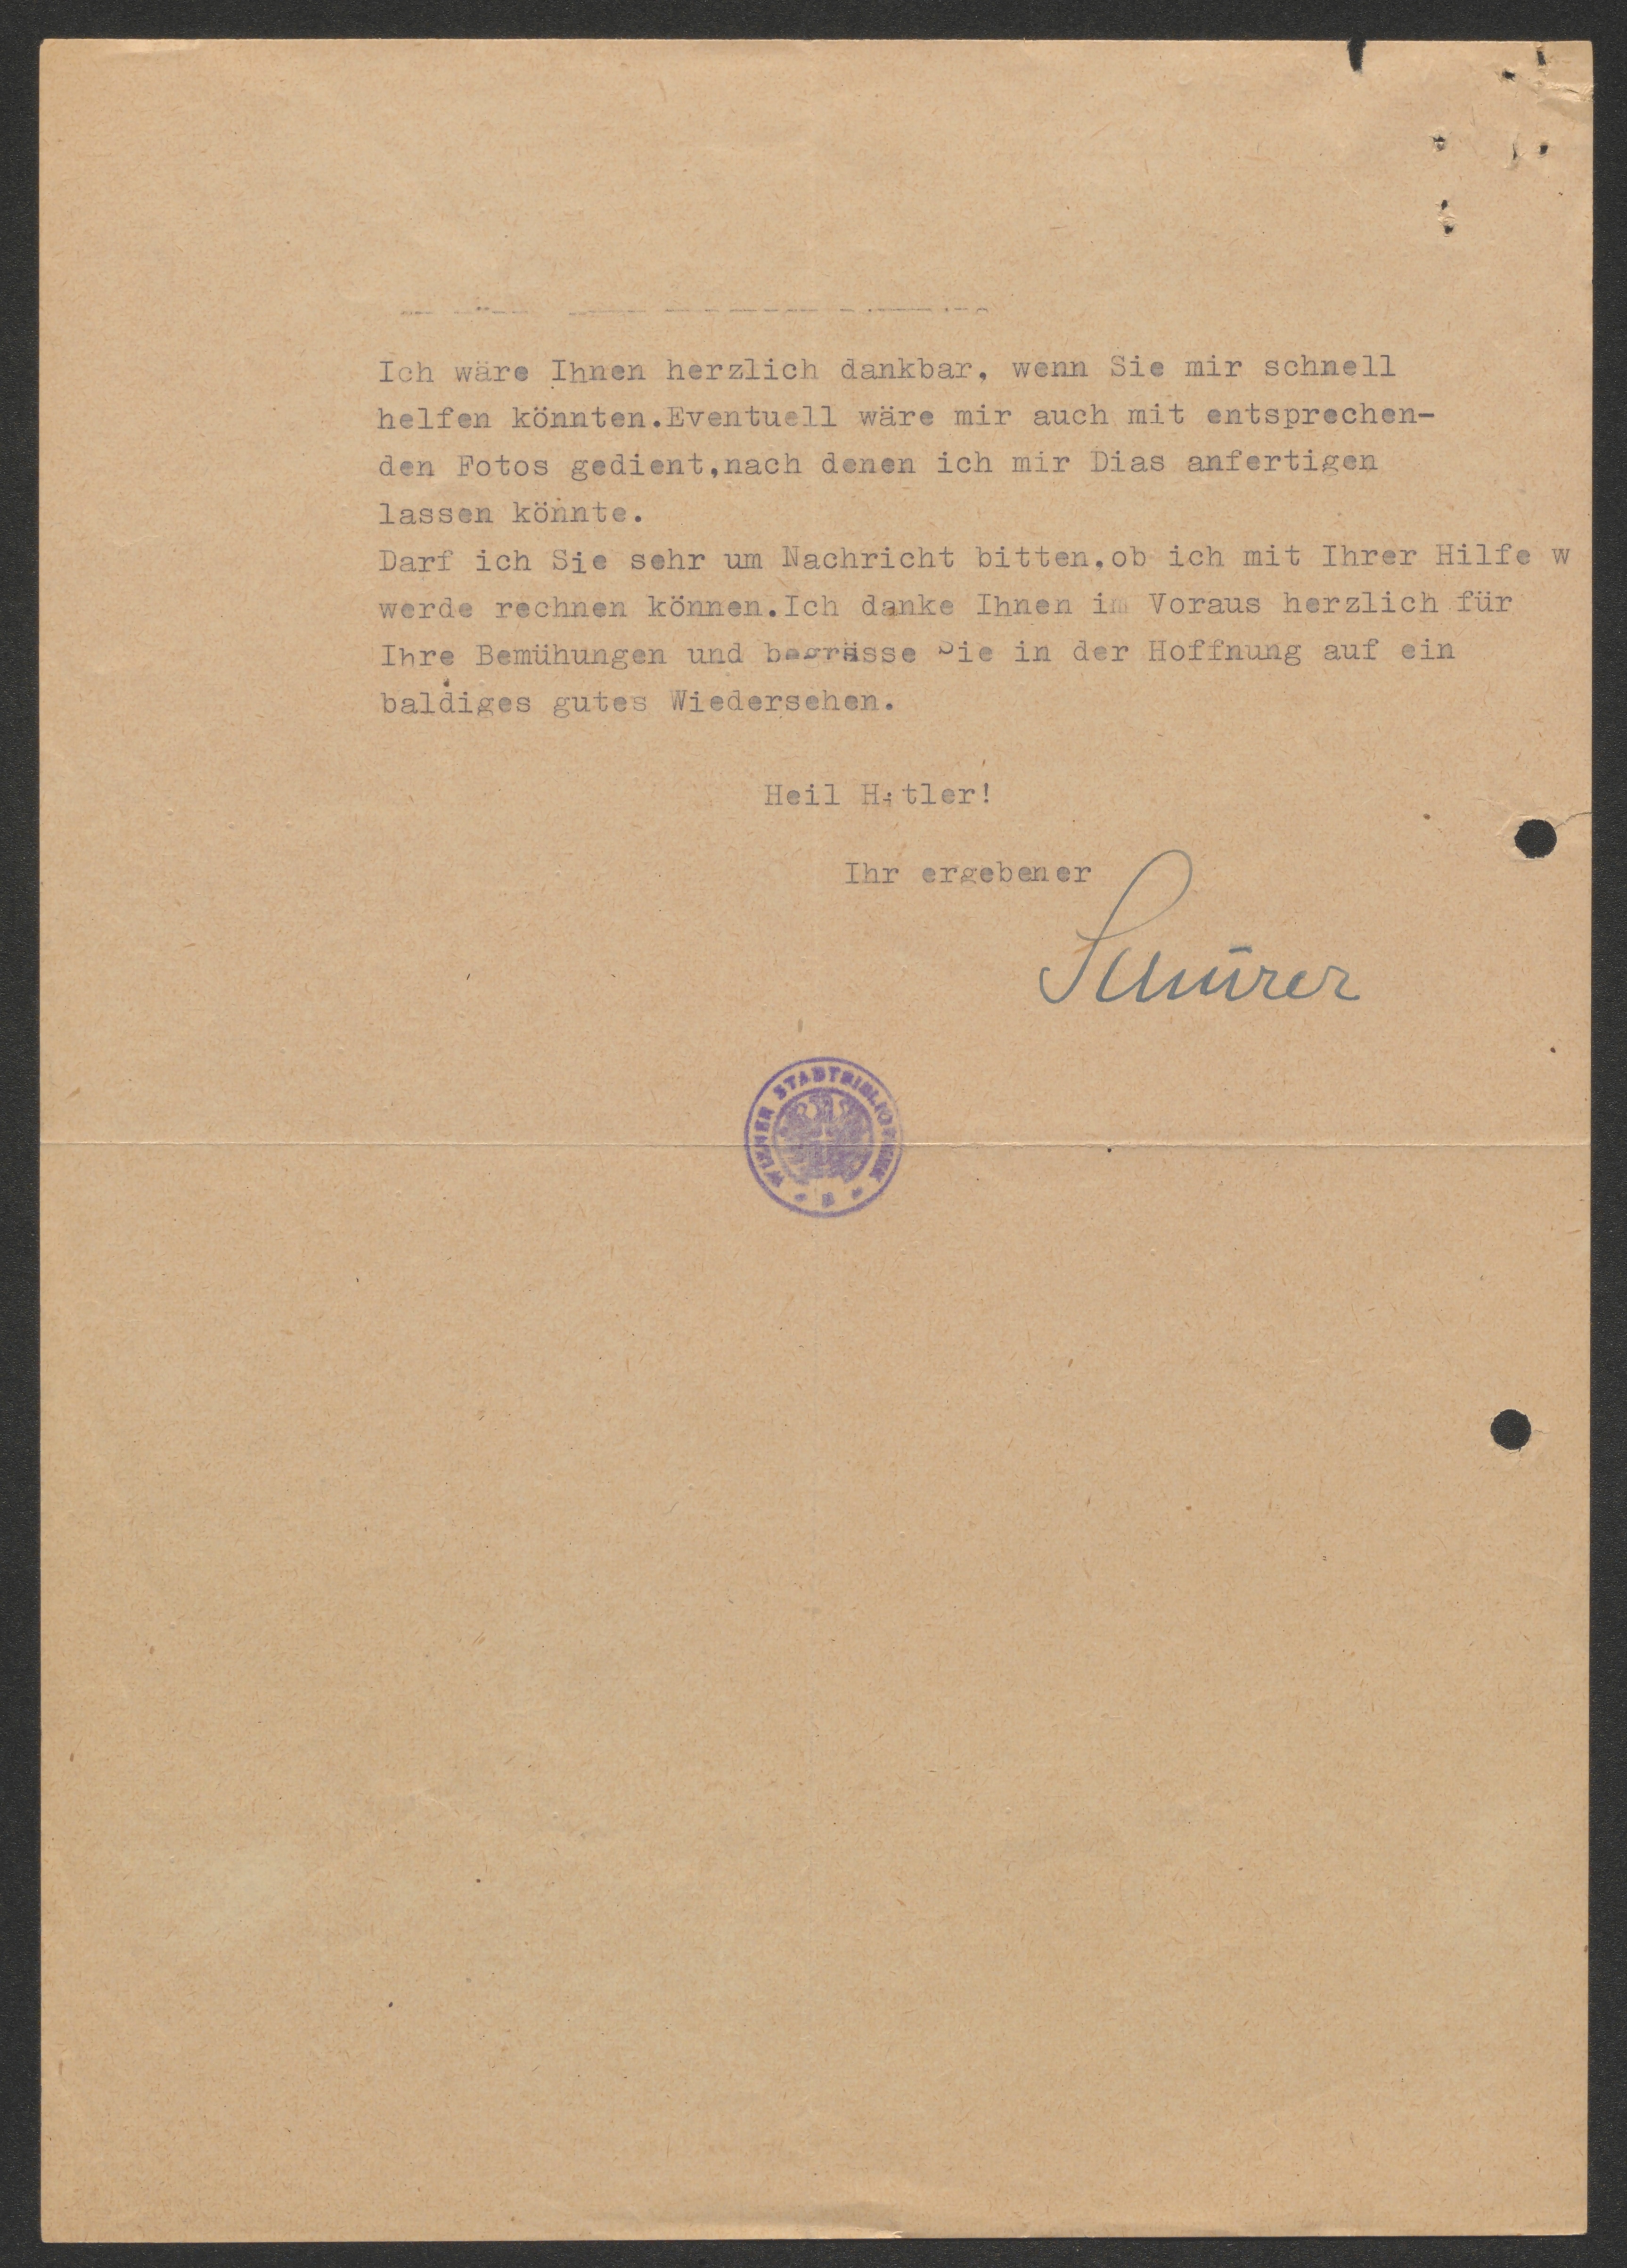 Ich wäre Ihnen herzlich dankbar, wenn Sie mir schnell
helfen könnten.Eventuell wäre mir auch mit entsprechen-
den Fotos gedient,nach denen ich mir Dias anfertigen
lassen könnte.
Darf ich Sie sehr um Nachricht bitten,ob ich mit Ihrer Hilfe w
werde rechnen können.Ich danke Ihnen im Voraus herzlich für
Ihre Bemühungen und begrüsse Sie in der Hoffnung auf ein
baldiges gutes Wiedersehen.
Heil Hitler!
Ihr ergebener
Schürer
WIENER STADTBIBLIOTHEK